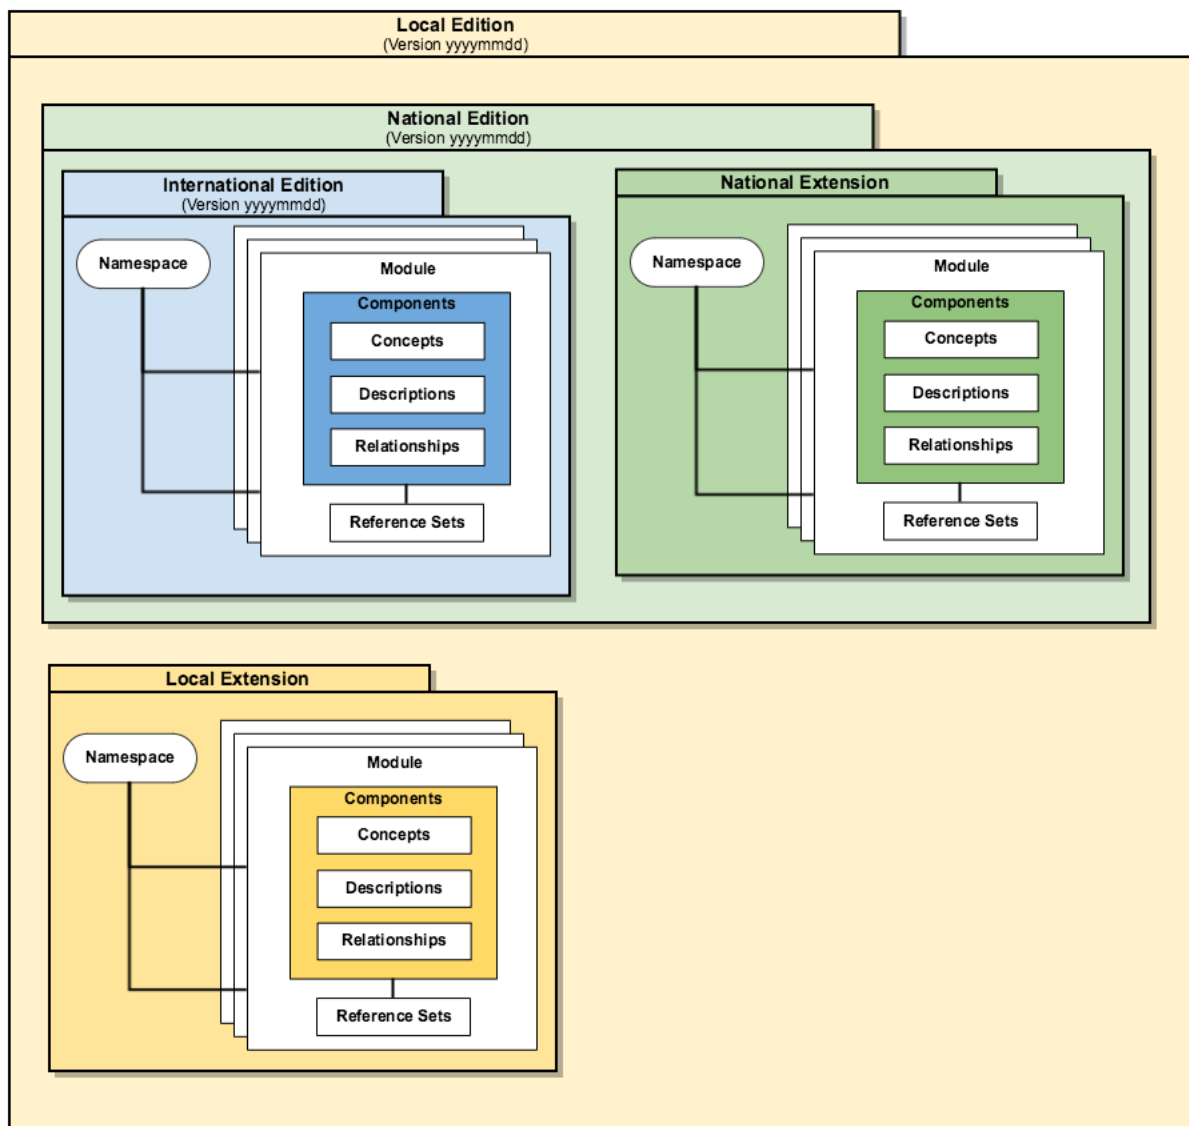 Local Edition
(Version yyyymmdd)
National Edition
(Version yyyymmdd)
International Edition
(Version yyyymmdd)
Namespace
Module
Components
Concepts
Descriptions
Relationships
Reference Sets
National Extension
Namespace
Module
Components
Concepts
Descriptions
Relationships
Reference Sets
Local Extension
Namespace
Module
Components
Concepts
Descriptions
Relationships
Reference Sets